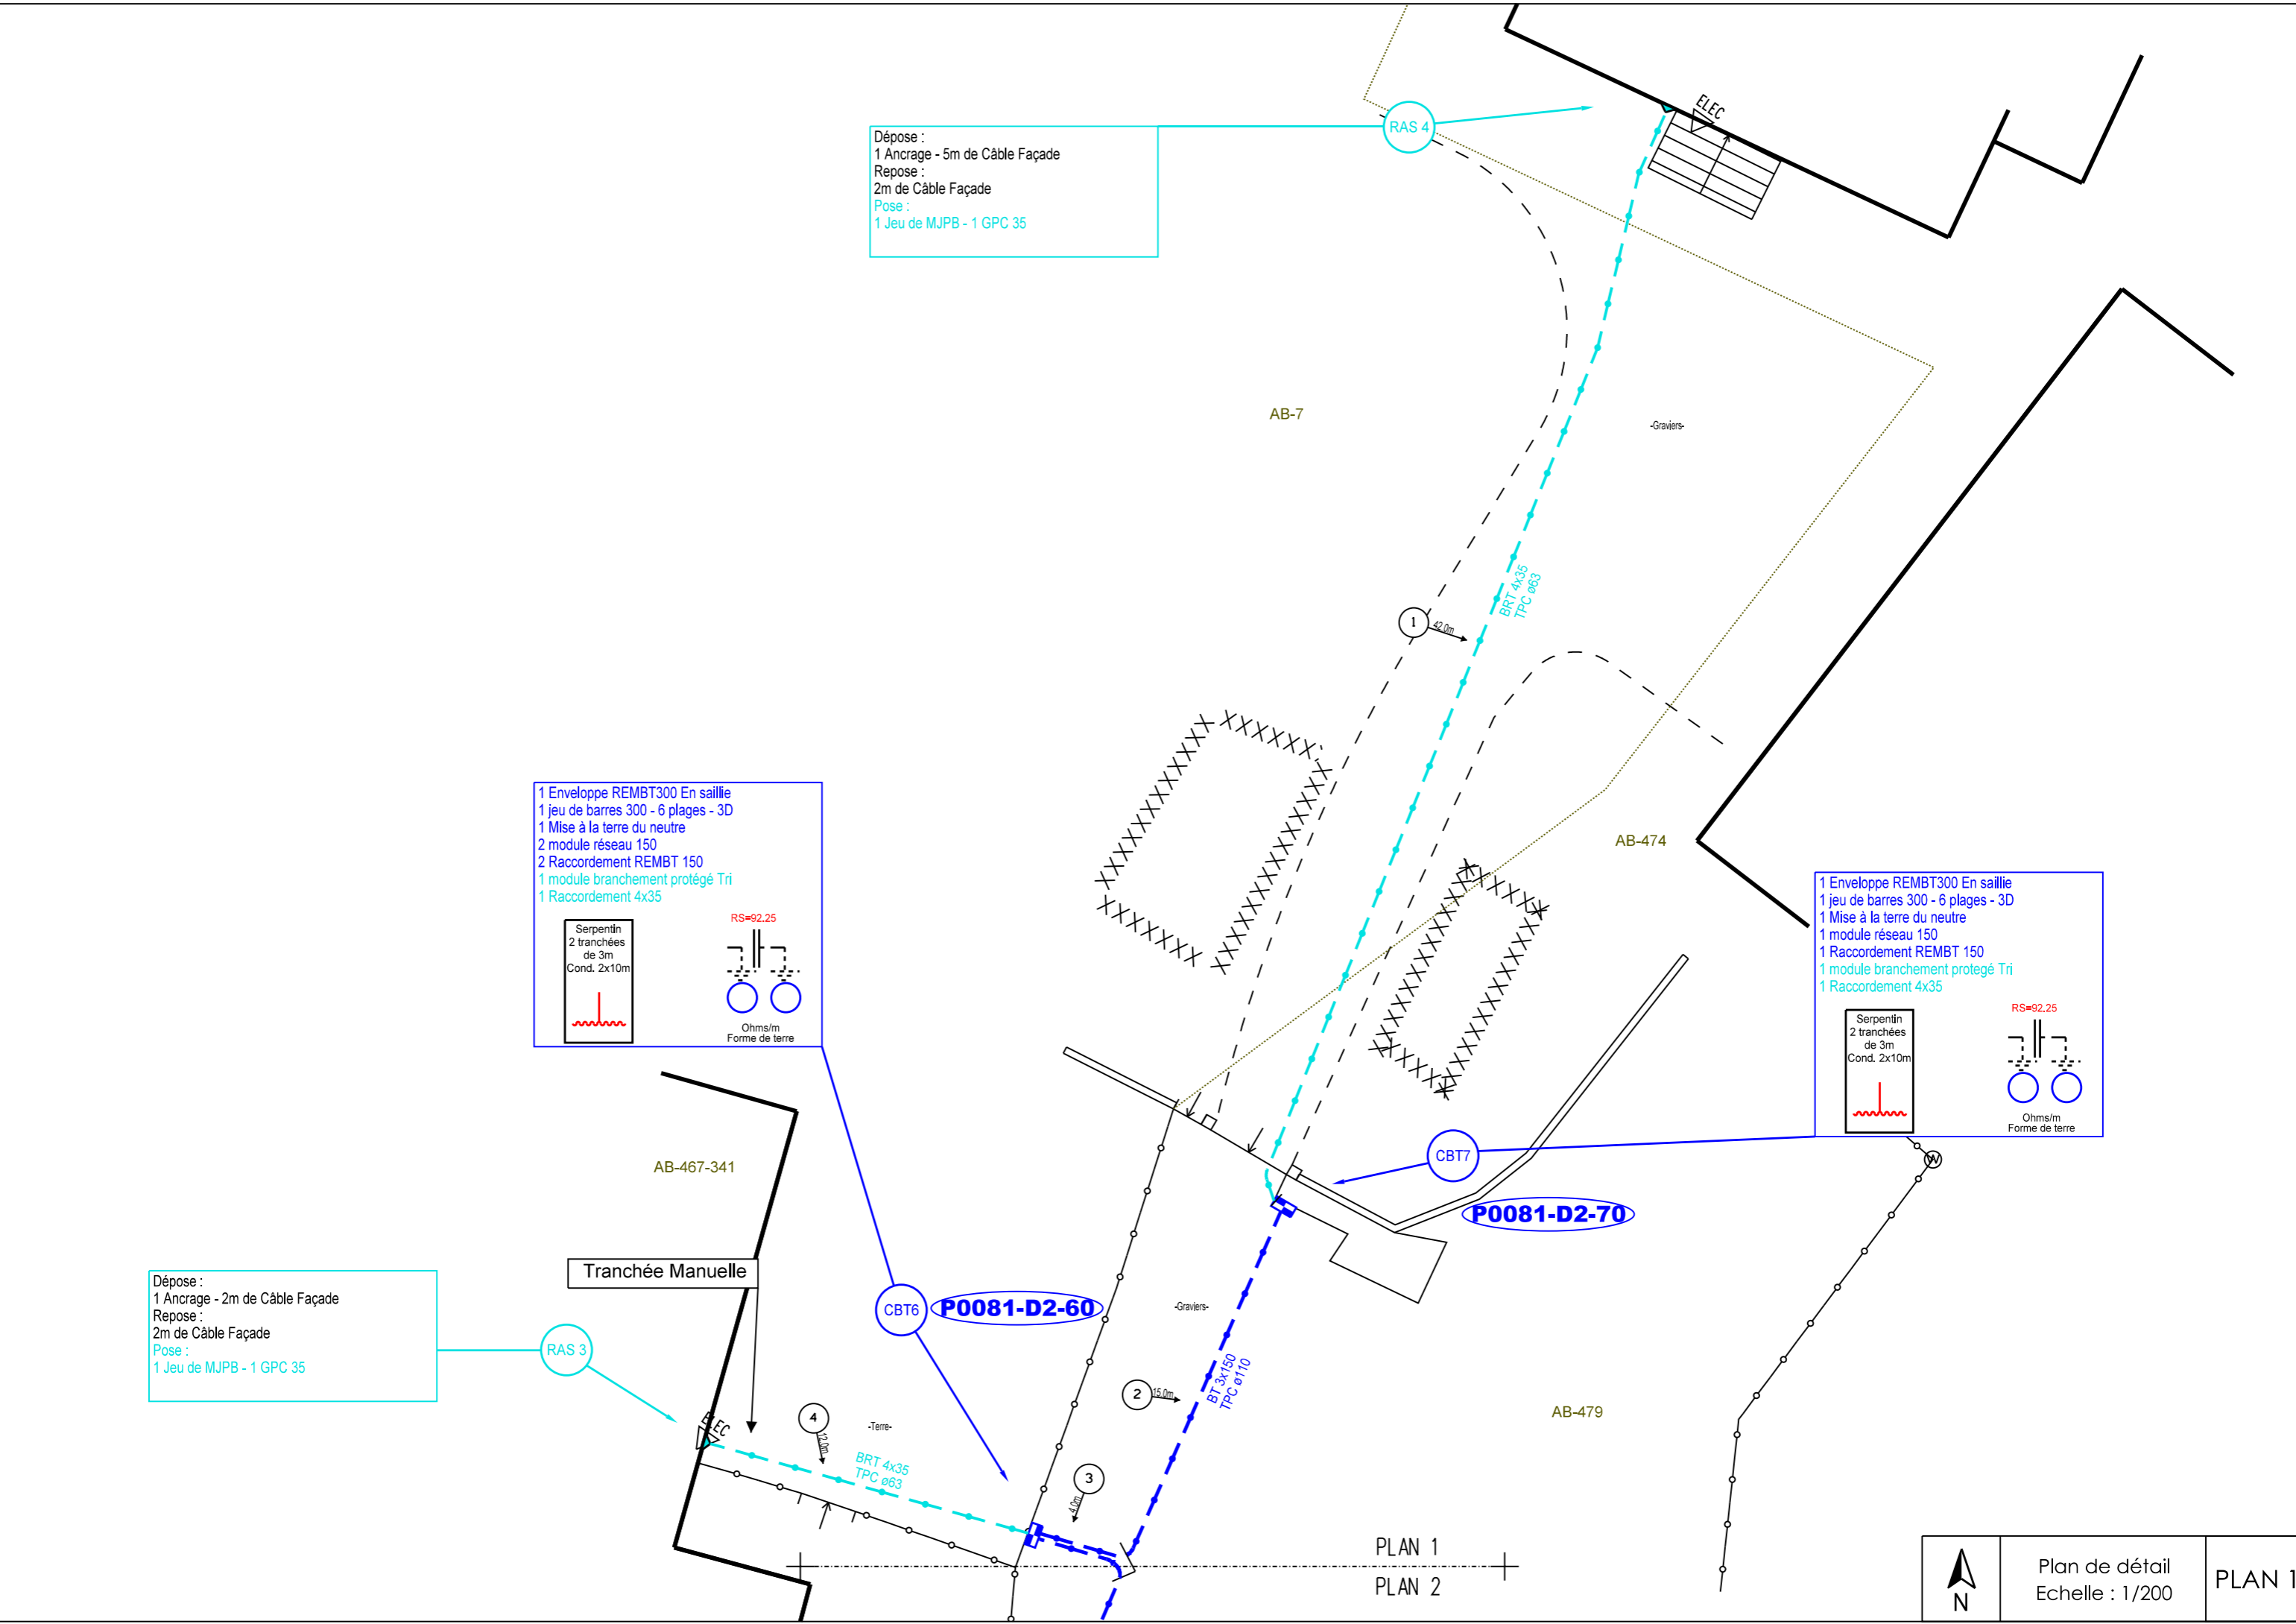 ELEC
RAS 4
Dépose :
1 Ancrage - 5m de Câble Façade
Repose :
2m de Câble Façade
Pose :
1 Jeu de MJPB - 1 GPC 35
AB-7
-Graviers-
BRT 4x35
TPC ø63
1
42.0m
1 Enveloppe REMBT300 En saillie
1 jeu de barres 300 - 6 plages - 3D
1 Mise à la terre du neutre
2 module réseau 150
2 Raccordement REMBT 150
1 module branchement protégé Tri
1 Raccordement 4x35
Serpentin
2 tranchées
de 3m
Cond. 2x10m
RS=92.25
Ohms/m
Forme de terre
AB-474
1 Enveloppe REMBT300 En saillie
1 jeu de barres 300 - 6 plages - 3D
1 Mise à la terre du neutre
1 module réseau 150
1 Raccordement REMBT 150
1 module branchement protegé Tri
1 Raccordement 4x35
Serpentin
2 tranchées
de 3m
Cond. 2x10m
RS=92.25
Ohms/m
Forme de terre
CBT7
W
AB-467-341
P0081-D2-70
Tranchée Manuelle
CBT6
P0081-D2-60
-Graviers-
Dépose :
1 Ancrage - 2m de Câble Façade
Repose :
2m de Câble Façade
Pose :
1 Jeu de MJPB - 1 GPC 35
RAS 3
ELEC
2
15.0m
BT 3x150
TPC ø110
AB-479
4
12.0m
-Terre-
BRT 4x35
TPC ø63
3
4.0m
PLAN 1
PLAN 2
N
Plan de détail
Echelle : 1/200
PLAN 1